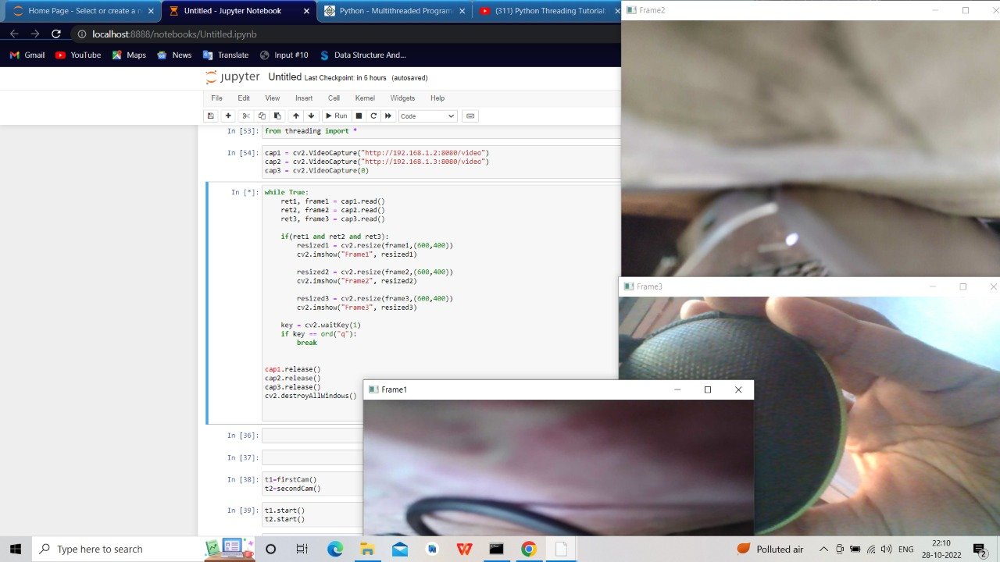 Home Page - Select or create a n
Untitled - Jupyter Notebook
Python - Multithreaded Program
(311) Python Threading Tutorial:
localhost:8888/notebooks/Untitled.ipynb
Gmail
YouTube
Maps
News
Translate
Input #10
Data Structure And...
jupyter Untitled Last Checkpoint: in 6 hours (autosaved)
File Edit View Insert Cell Kernel Widgets Help
Run
Code
In [53]: from threading import *
In [54]: cap1 = cv2.VideoCapture("http://192.168.1.2:8080/video")
cap2 = cv2.VideoCapture("http://192.168.1.3:8080/video")
cap3 = cv2.VideoCapture(0)
In [*]: while True:
ret1, frame1 = cap1.read()
ret2, frame2 = cap2.read()
ret3, frame3 = cap3.read()
if(ret1 and ret2 and ret3):
resized1 = cv2.resize(frame1,(600,400))
cv2.imshow("Frame1", resized1)
resized2 = cv2.resize(frame2,(600,400))
cv2.imshow("Frame2", resized2)
resized3 = cv2.resize(frame3,(600,400))
cv2.imshow("Frame3", resized3)
key = cv2.waitKey(1)
if key == ord("q"):
break
cap1.release()
cap2.release()
cap3.release()
cv2.destroyAllWindows()
In [36]:
In [37]:
In [38]: t1=firstCam()
t2=secondCam()
In [39]: t1.start()
t2.start()
Frame2
Frame3
Frame1
Type here to search
Polluted air
ENG
22:10
28-10-2022
2